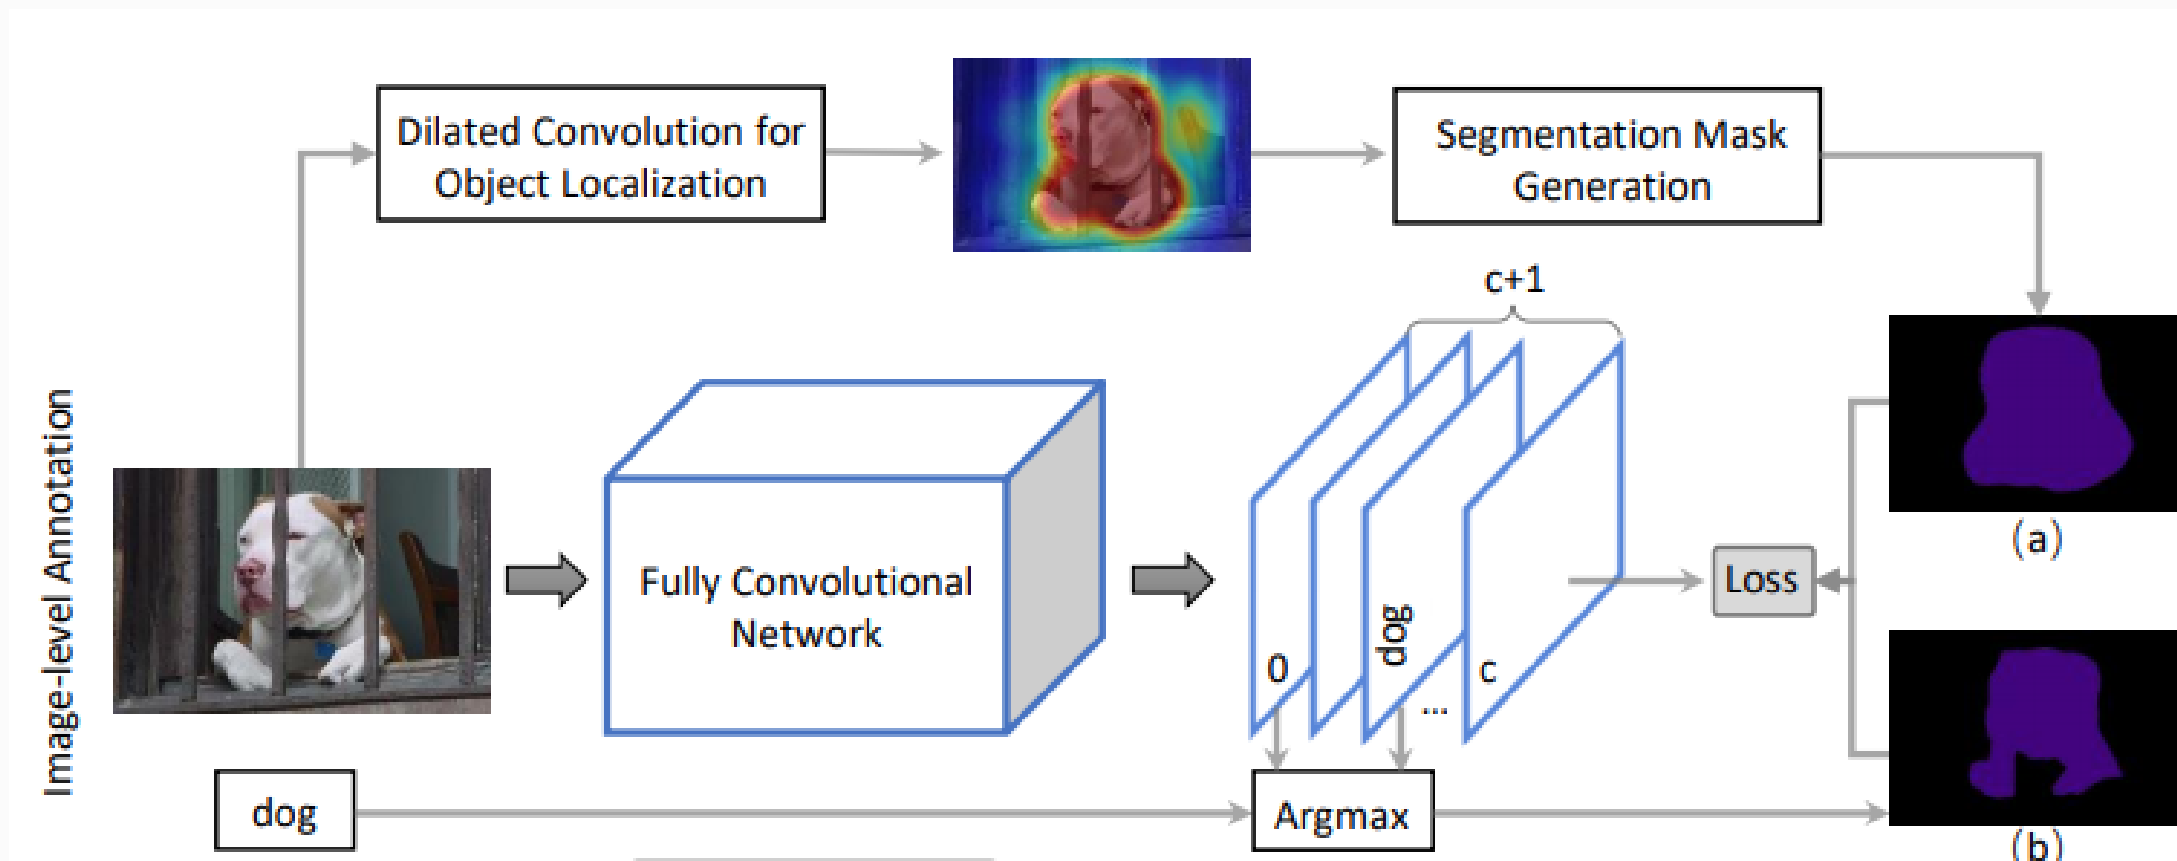 Dilated Convolution for
Object Localization
Segmentation Mask
Generation
c+1
Image-level Annotation
Fully Convolutional
Network
0
dog
...
c
Loss
(a)
dog
Argmax
(b)